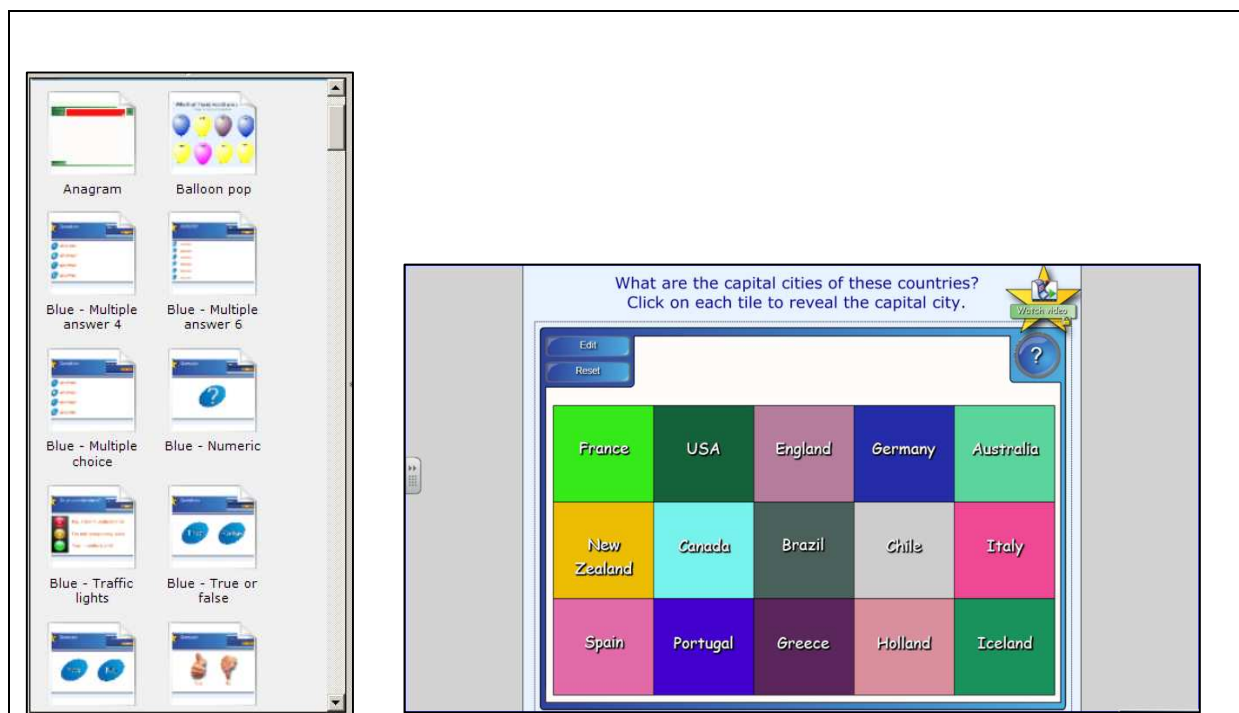 Anagram
Balloon pop
Blue - Multiple
answer 4
Blue - Multiple
answer 6
Blue - Multiple
choice
Blue - Numeric
Blue - Traffic
lights
Blue - True or
false
What are the capital cities of these countries?
Click on each tile to reveal the capital city.
Watch video
Edit
Reset
?
France
USA
England
Germany
Australia
New
Zealand
Canada
Brazil
Chile
Italy
Spain
Portugal
Greece
Holland
Iceland